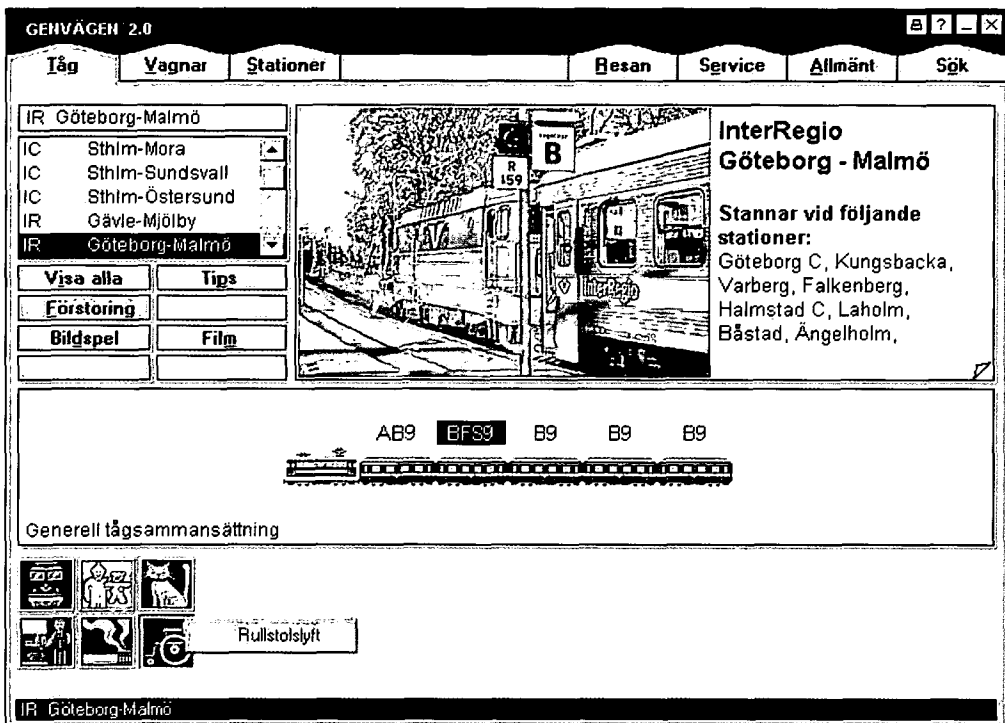 GENVÄGEN 2.0
Tåg Vagnar Stationer Resan Service Allmänt Sök
IR Göteborg-Malmö
IC Sthlm-Mora
IC Sthlm-Sundsvall
IC Sthlm-Östersund
IR Gävle-Mjölby
IR Göteborg-Malmö
Visa alla Tips
Förstoring
Bildspel Film
B
R
159
InterRegio
InterRegio
Göteborg - Malmö
Stannar vid följande
stationer:
Göteborg C, Kungsbacka,
Varberg, Falkenberg,
Halmstad C, Laholm,
Båstad, Ängelholm,
AB9 BFS9 B9 B9 B9
Generell tågsammansättning
Rullstolslyft
IR Göteborg-Malmö